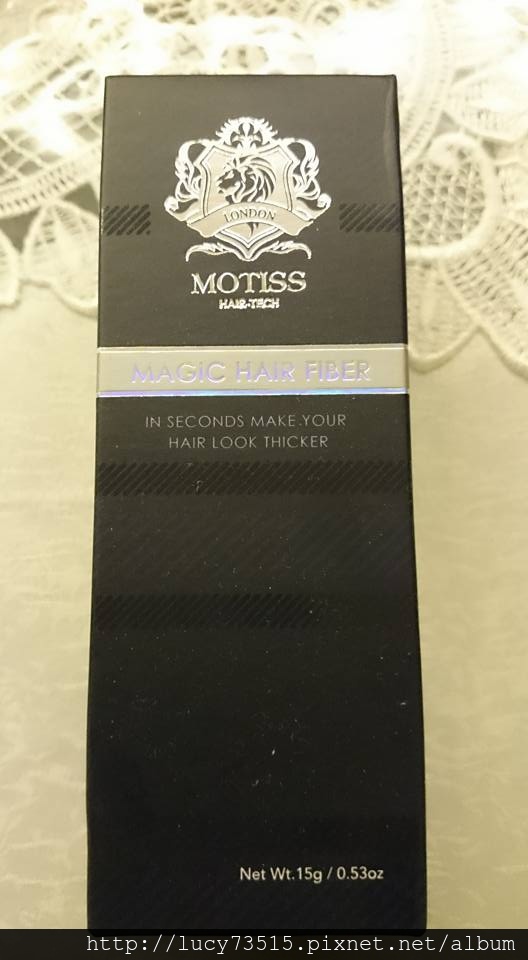 LONDON
MOTISS
HAIR-TECH
MAGiC HAIR FiBER
IN SECONDS MAKE YOUR
HAIR LOOK THICKER
Net Wt.15g / 0.53oz
http://lucy73515.pixnet.net/album